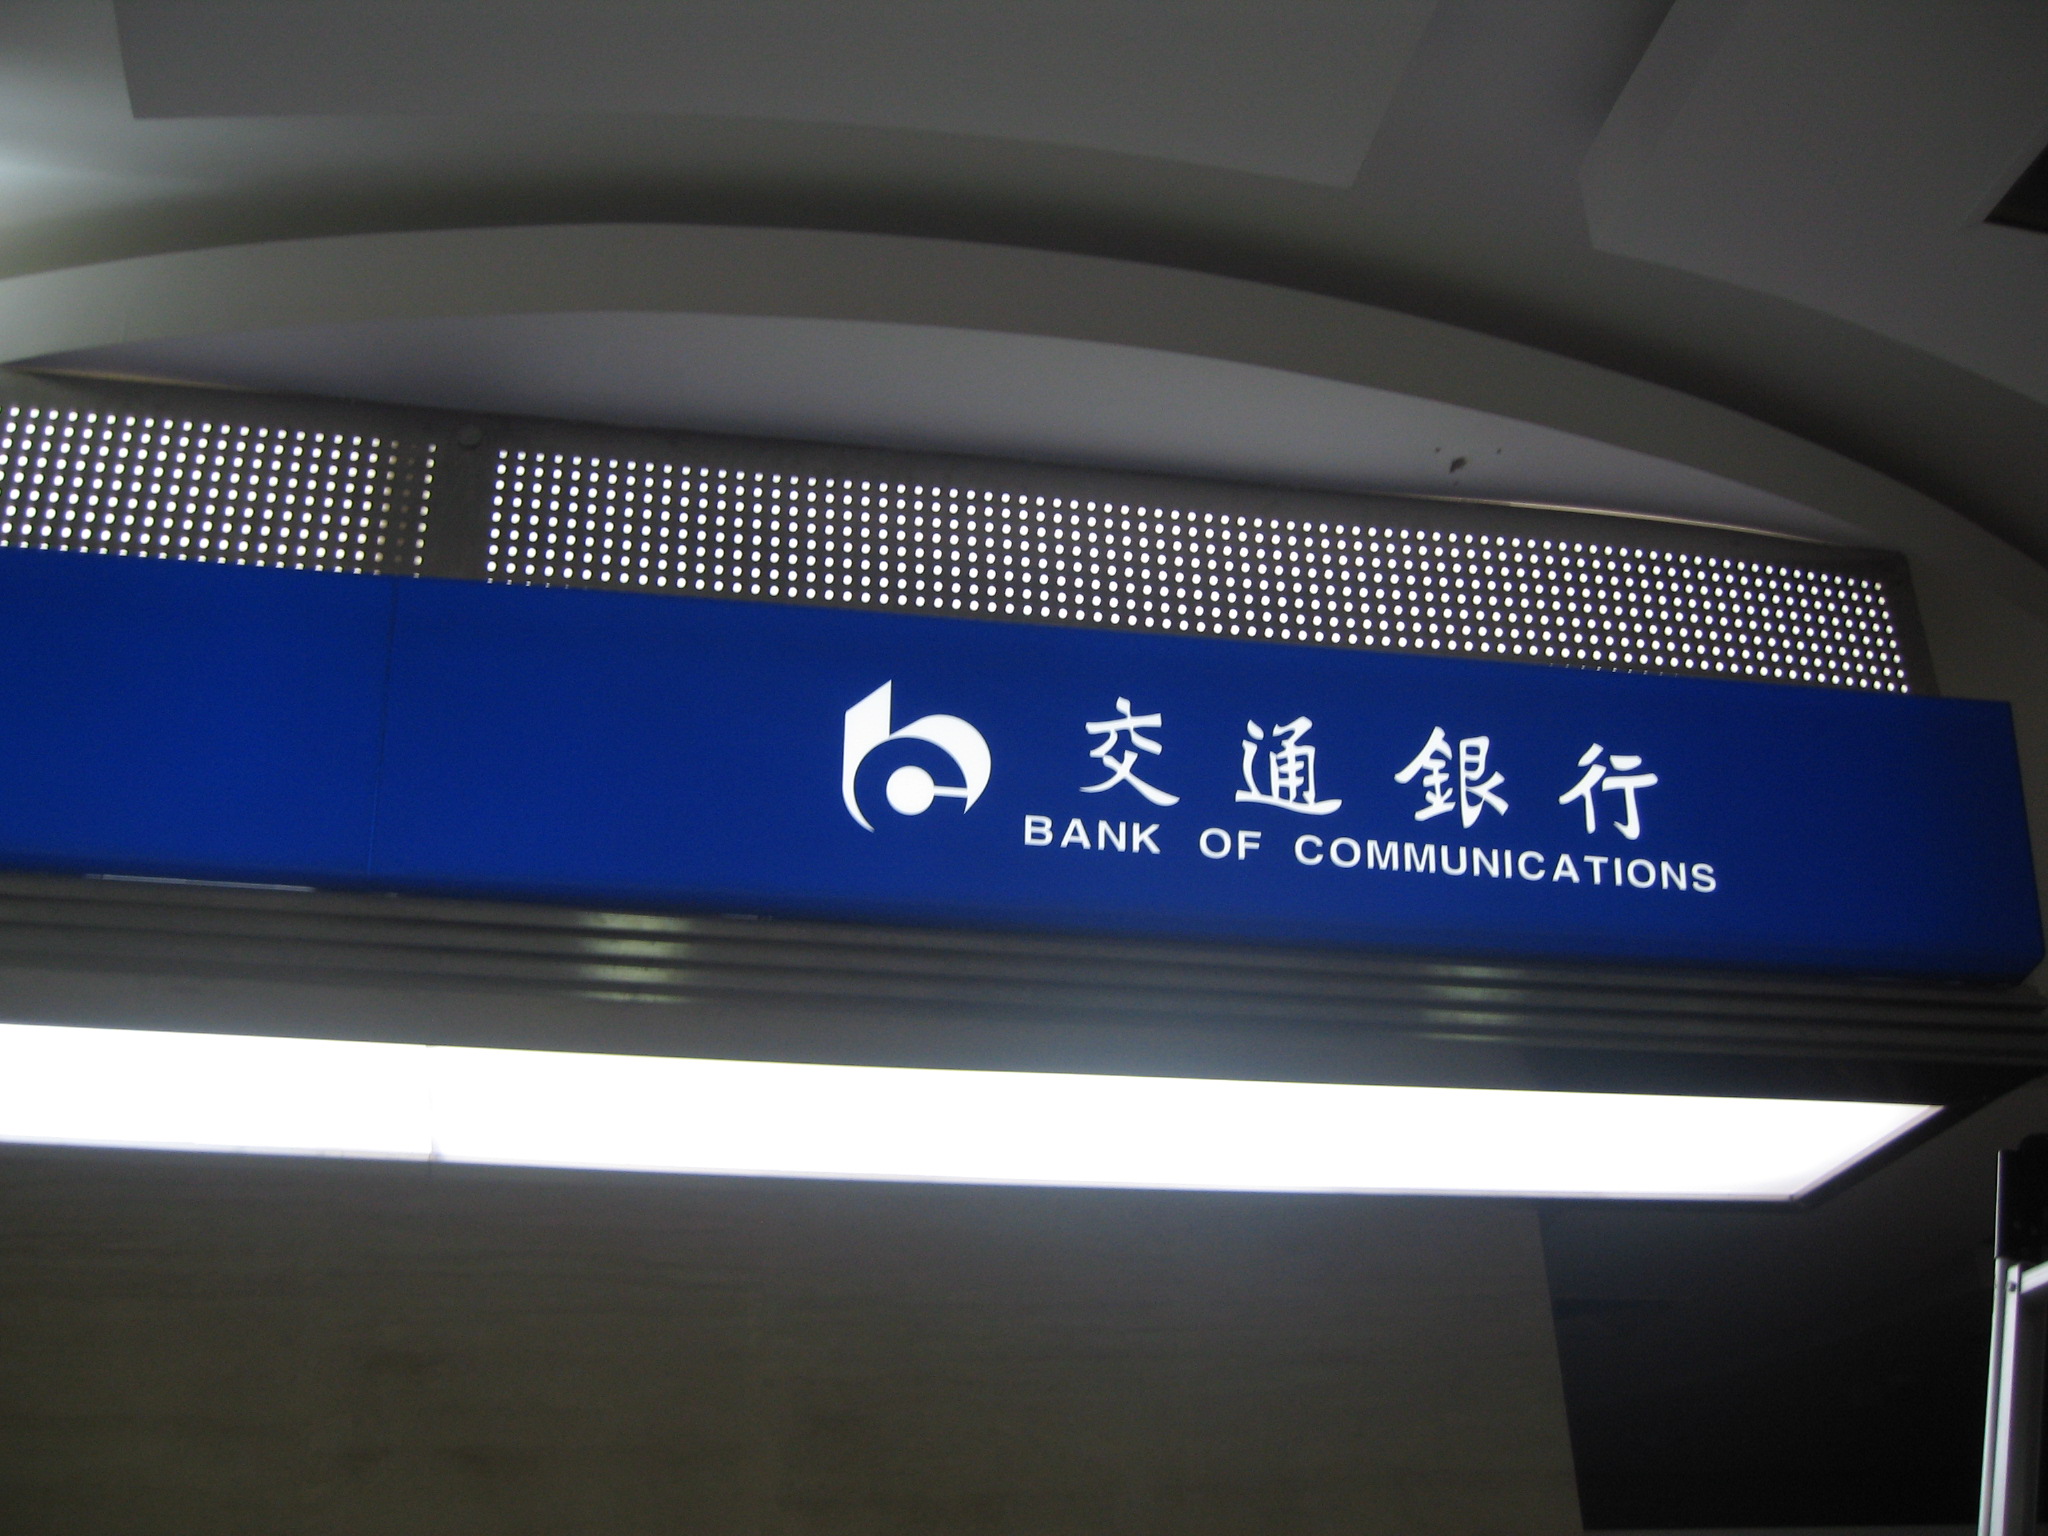 交通銀行
BANK OF COMMUNICATIONS